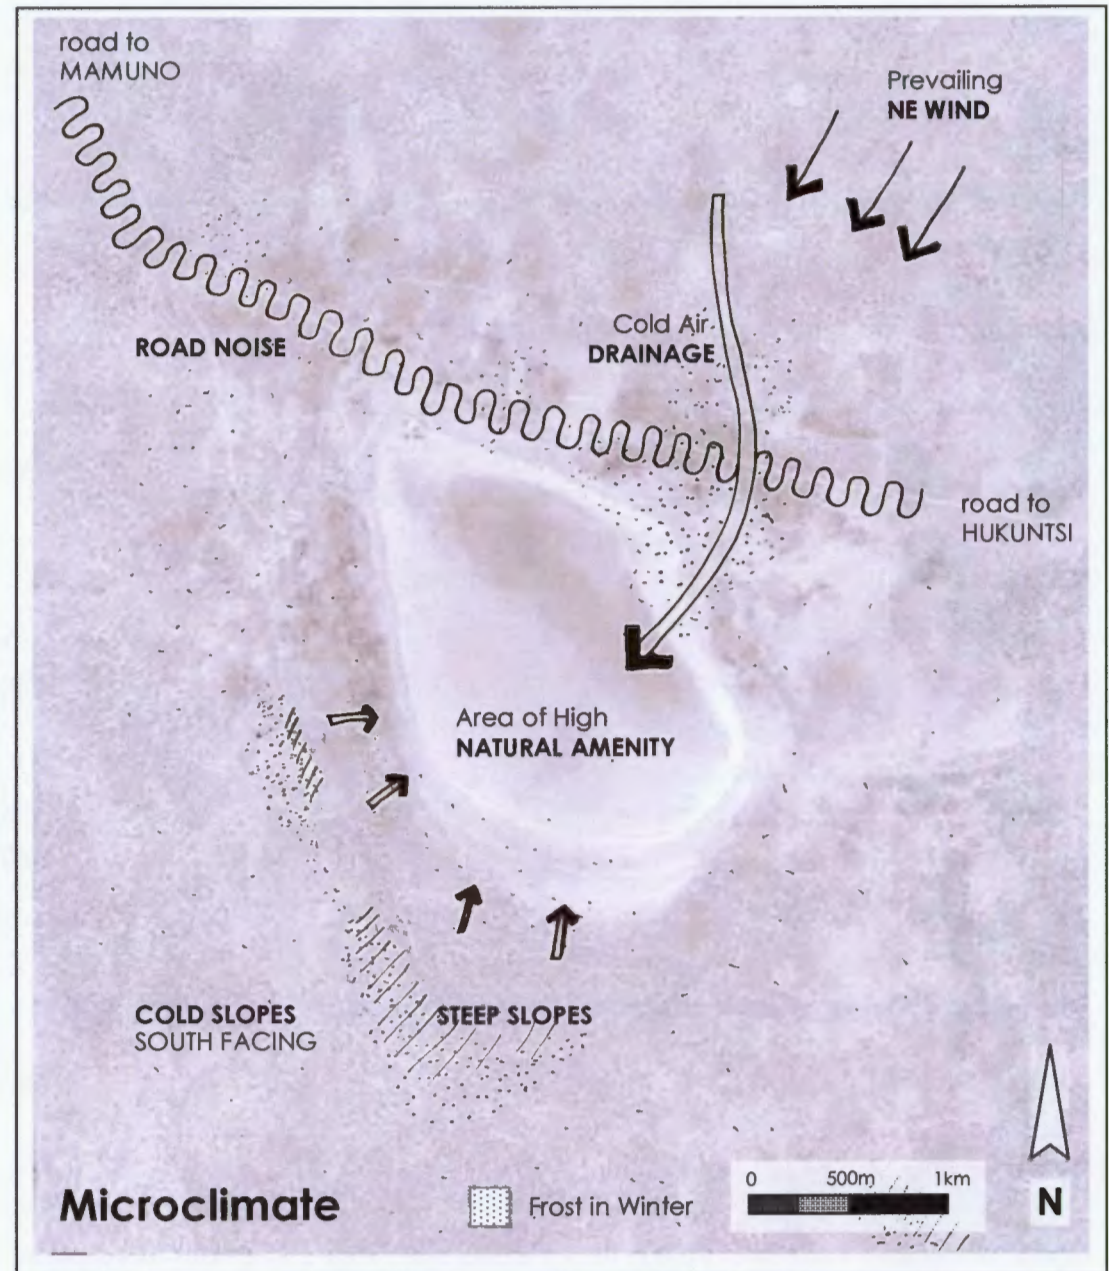 road to
MAMUNO
Prevailing
NE WIND
Cold Air
DRAINAGE
ROAD NOISE
road to
HUKUNTSI
Area of High
NATURAL AMENITY
COLD SLOPES
SOUTH FACING
STEEP SLOPES
Microclimate
Frost in Winter
0 500m 1km
N